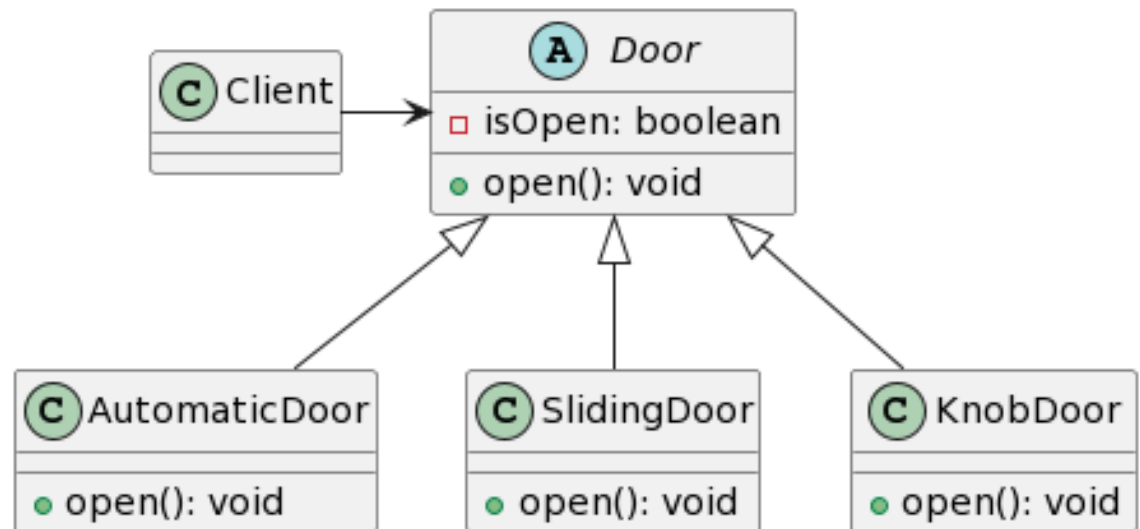 C Client
A Door
isOpen: boolean
open(): void
C AutomaticDoor
open(): void
C SlidingDoor
open(): void
C KnobDoor
open(): void